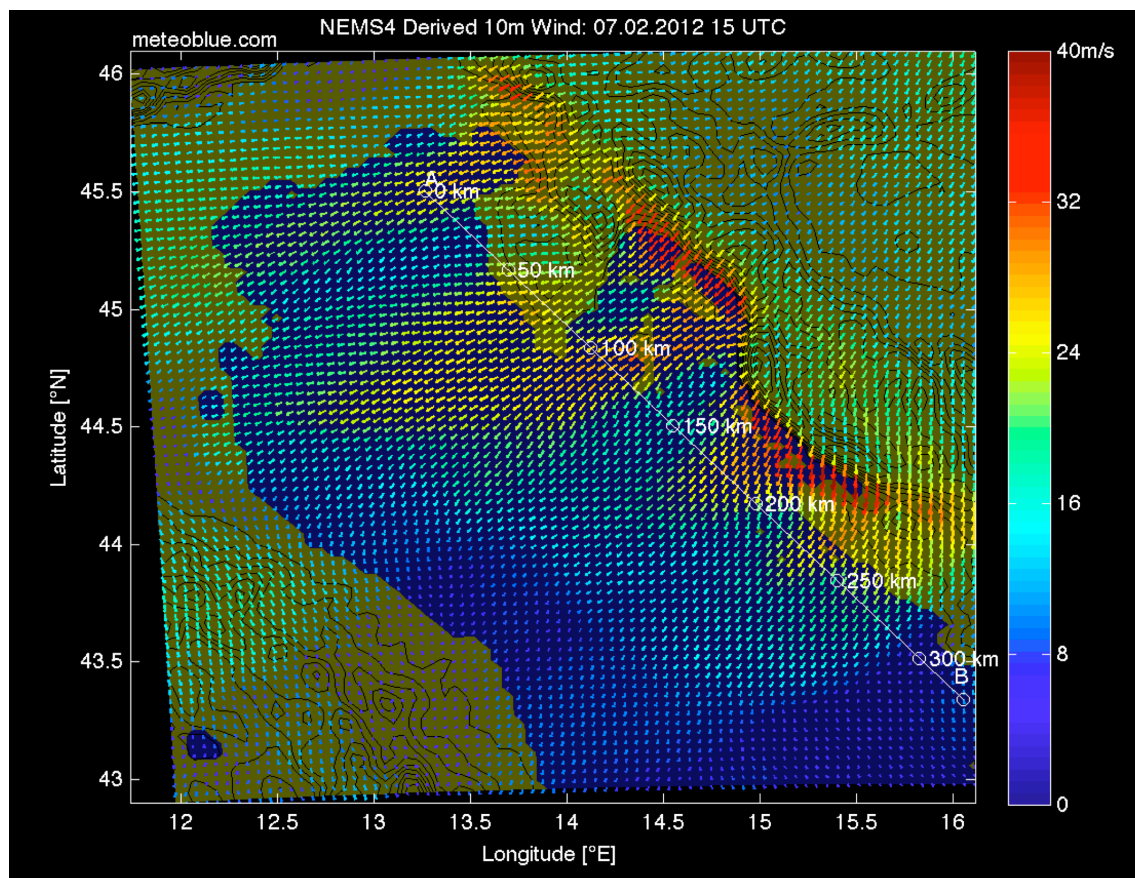 NEMS4 Derived 10m Wind: 07.02.2012 15 UTC
meteoblue.com
40m/s
32
24
16
8
0
46
45.5
45
44.5
44
43.5
43
Latitude [°N]
A
0 km
50 km
100 km
150 km
200 km
250 km
300 km
B
12
12.5
13
13.5
14
14.5
15
15.5
16
Longitude [°E]